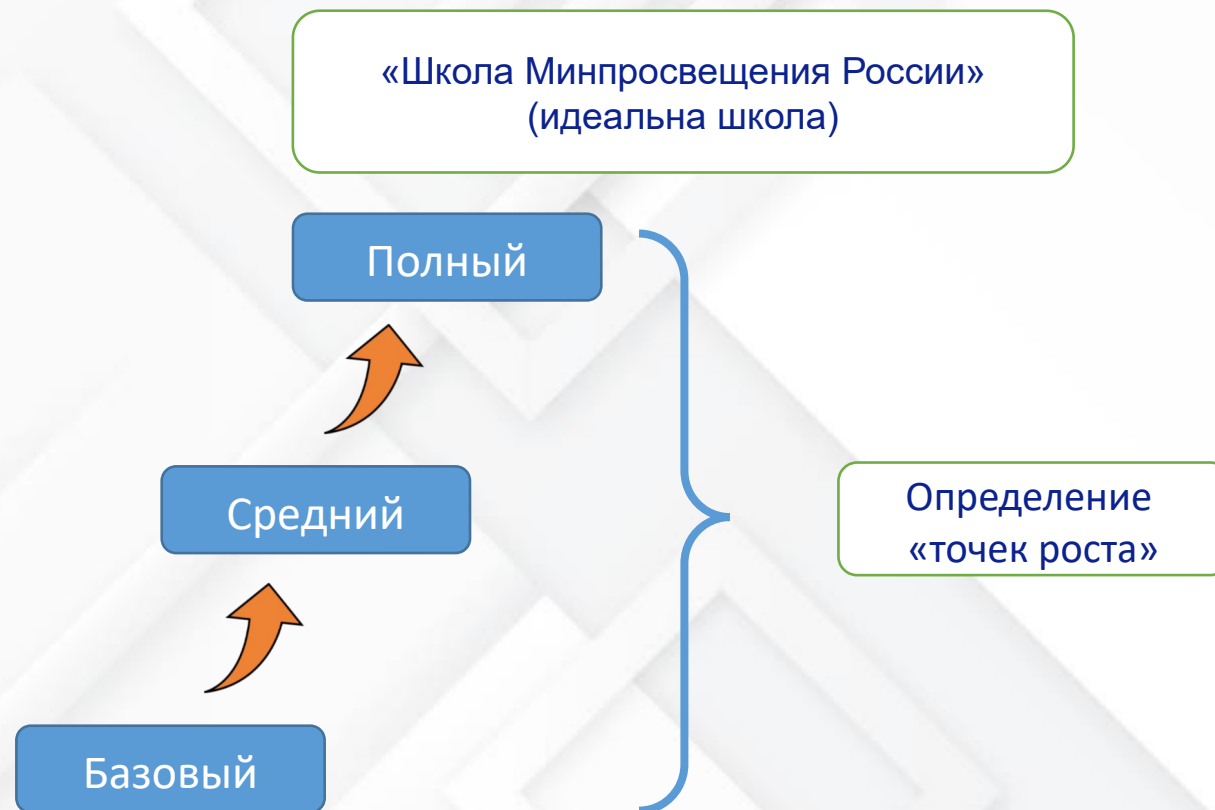 «Школа Минпросвещения России»
(идеальна школа)
Полный
Средний
Определение
«точек роста»
Базовый